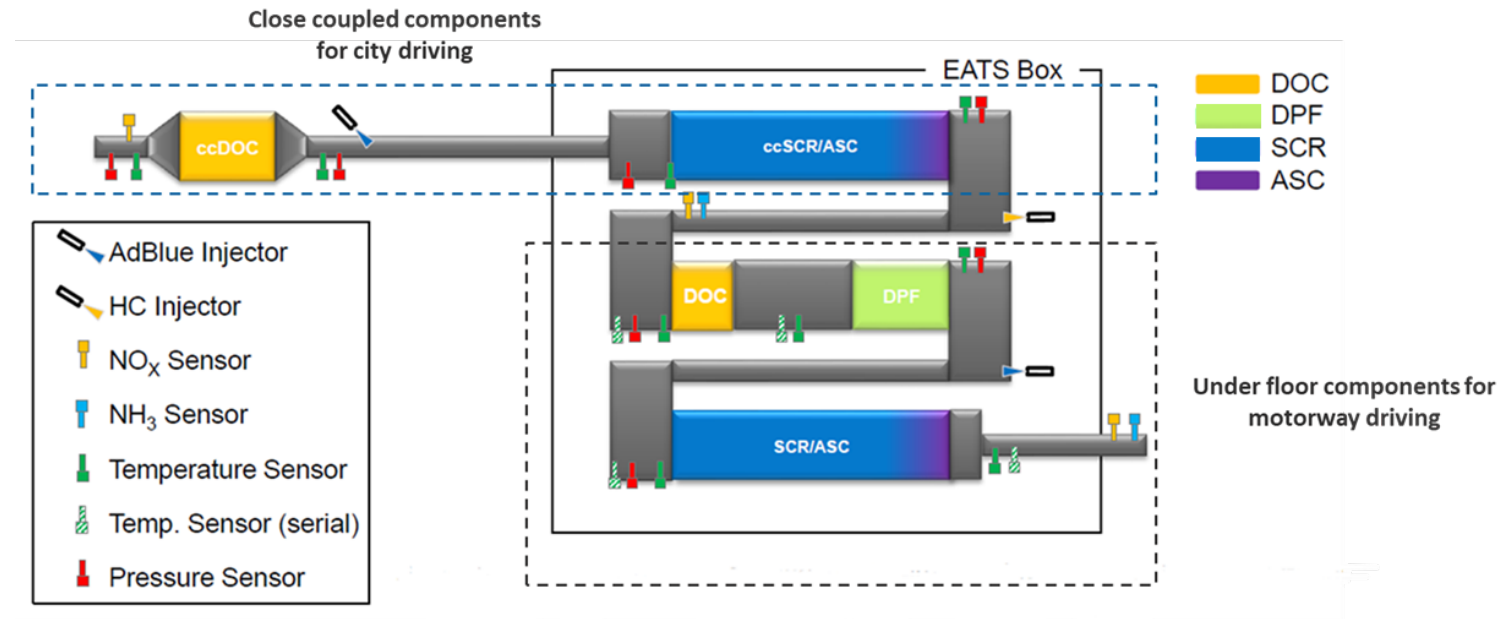 Close coupled components
for city driving
EATS Box
DOC
DPF
SCR
ASC
ccDOC
ccSCR/ASC
AdBlue Injector
HC Injector
NOX Sensor
NH3 Sensor
Temperature Sensor
Temp. Sensor (serial)
Pressure Sensor
DOC
DPF
SCR/ASC
Under floor components for
motorway driving